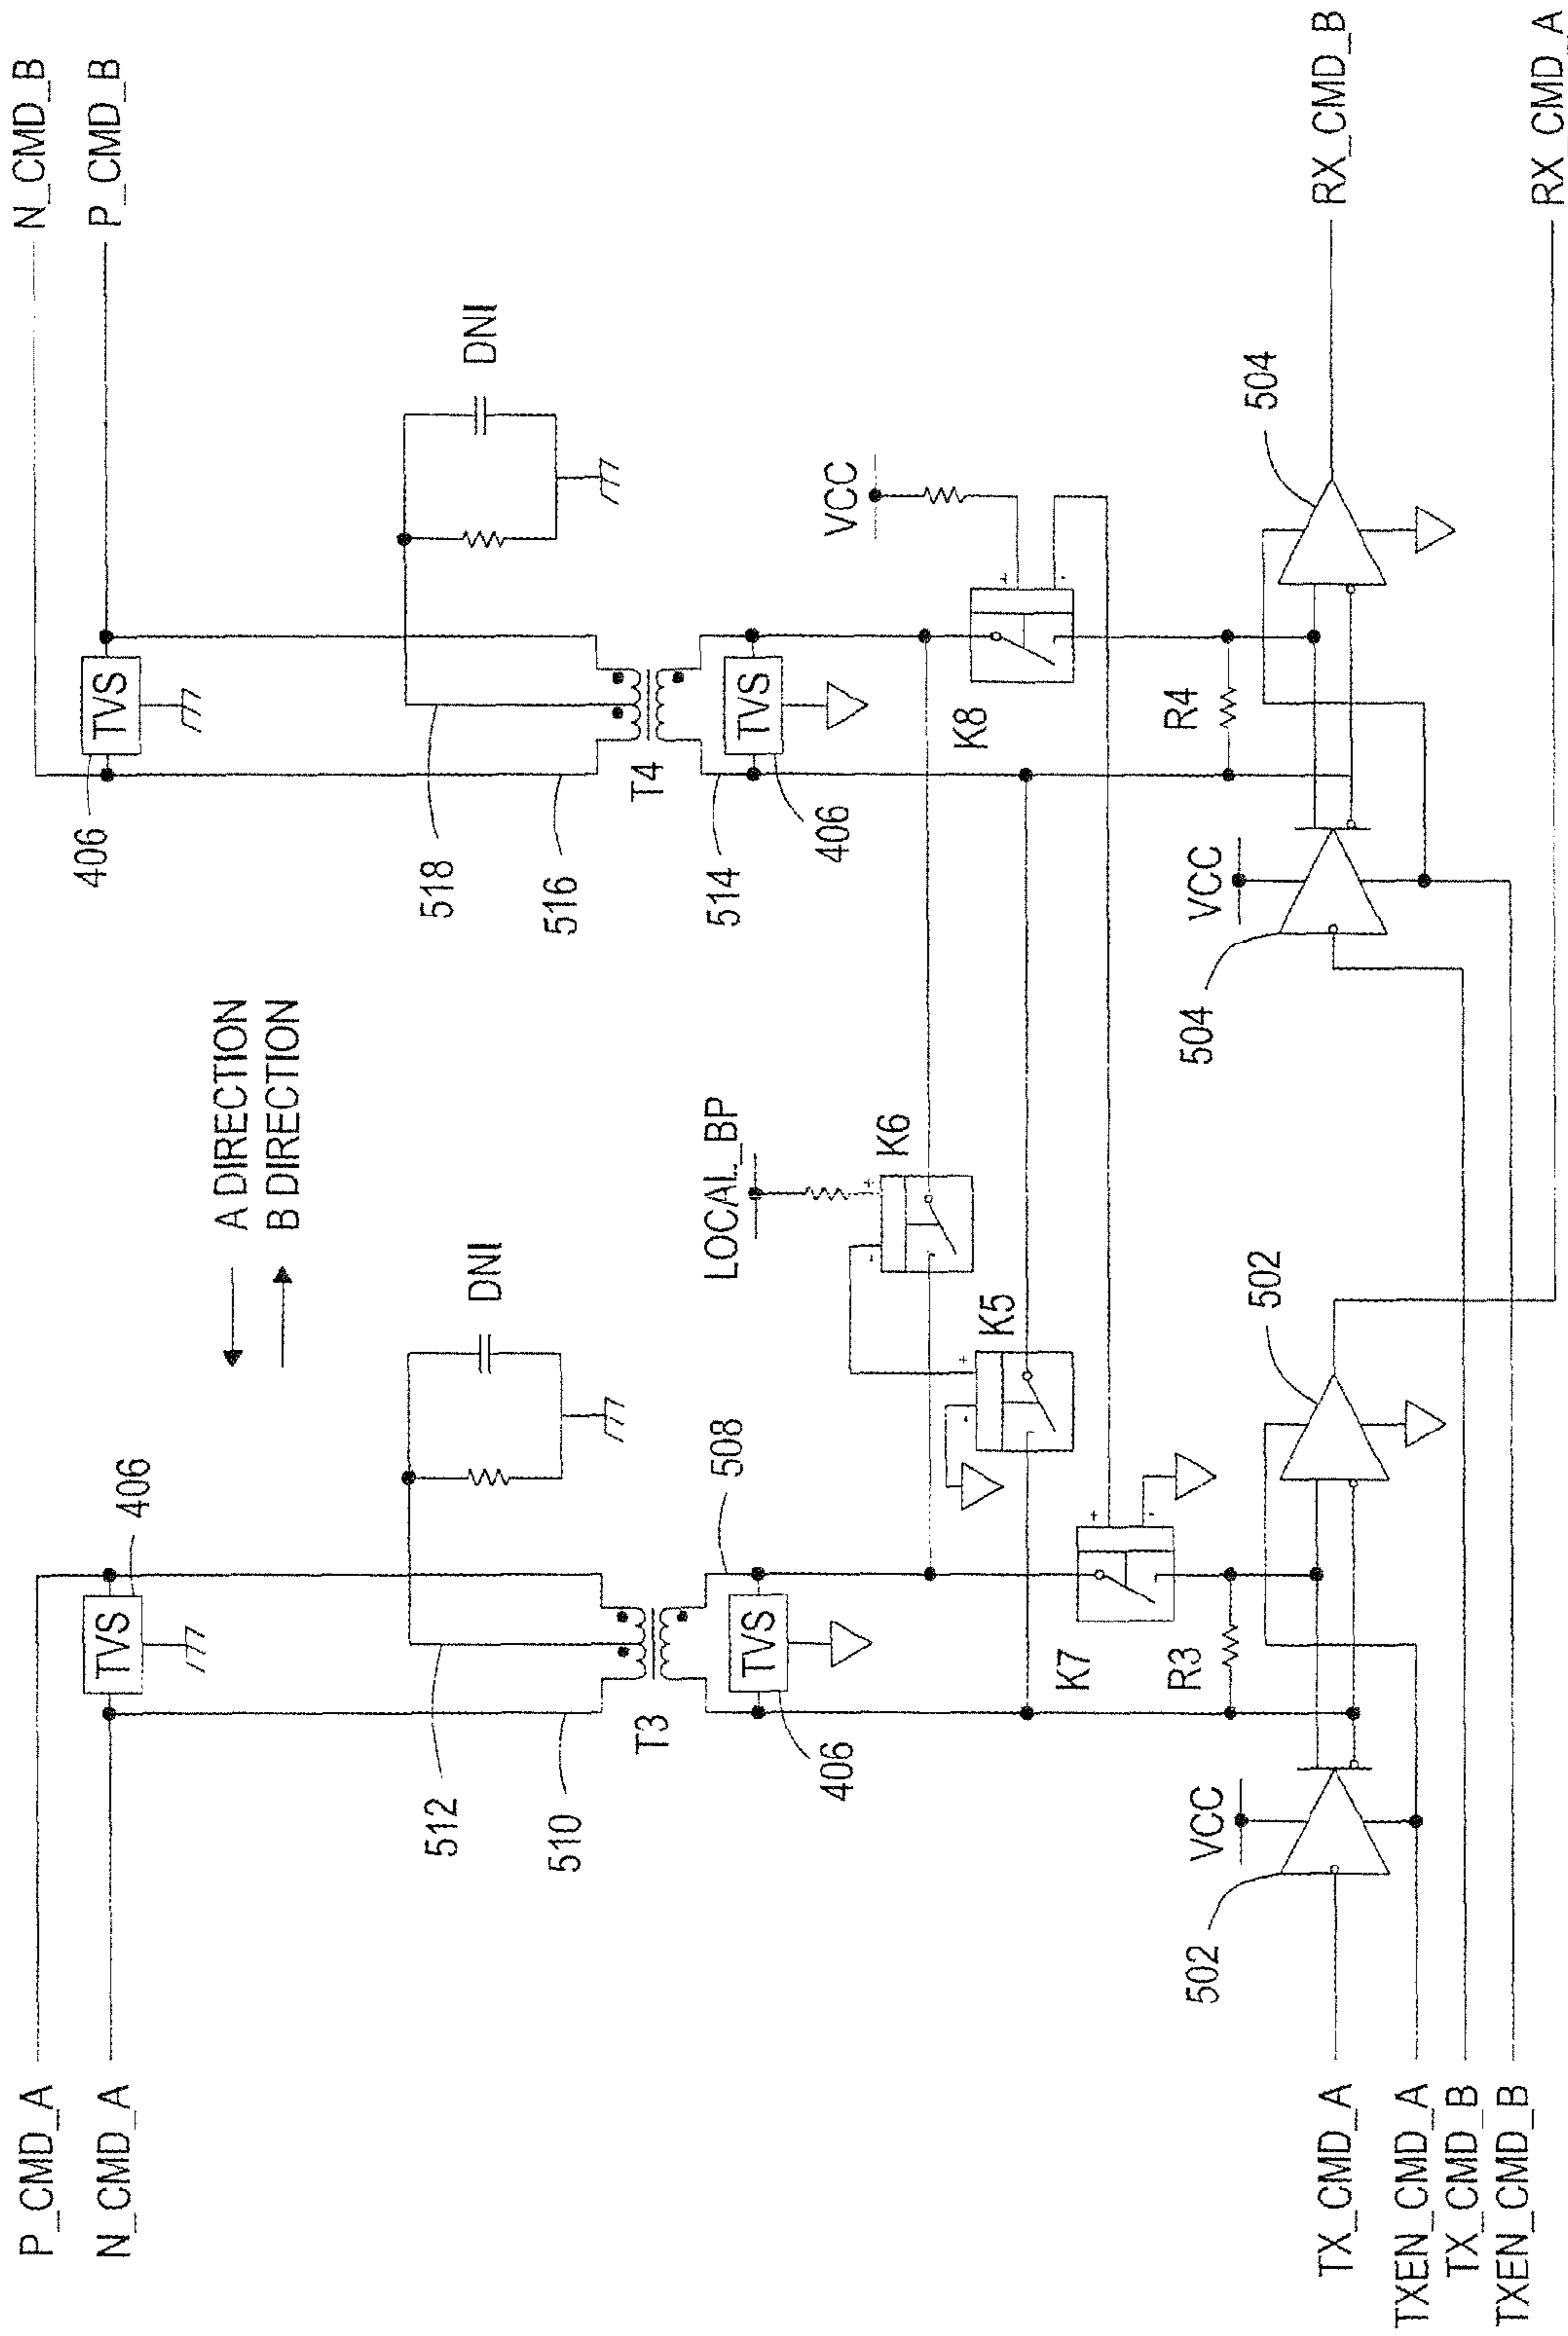 P_CMD_A
N_CMD_A
TVS
406
512
510
DNI
T3
508
TVS
406
A DIRECTION
B DIRECTION
N_CMD_B
P_CMD_B
TVS
406
518
516
DNI
T4
514
TVS
406
LOCAL_BP
K6
+
-
K5
+
-
VCC
K8
+
-
K7
+
-
R3
R4
VCC
502
502
VCC
504
504
TX_CMD_A
TXEN_CMD_A
TX_CMD_B
TXEN_CMD_B
RX_CMD_B
RX_CMD_A